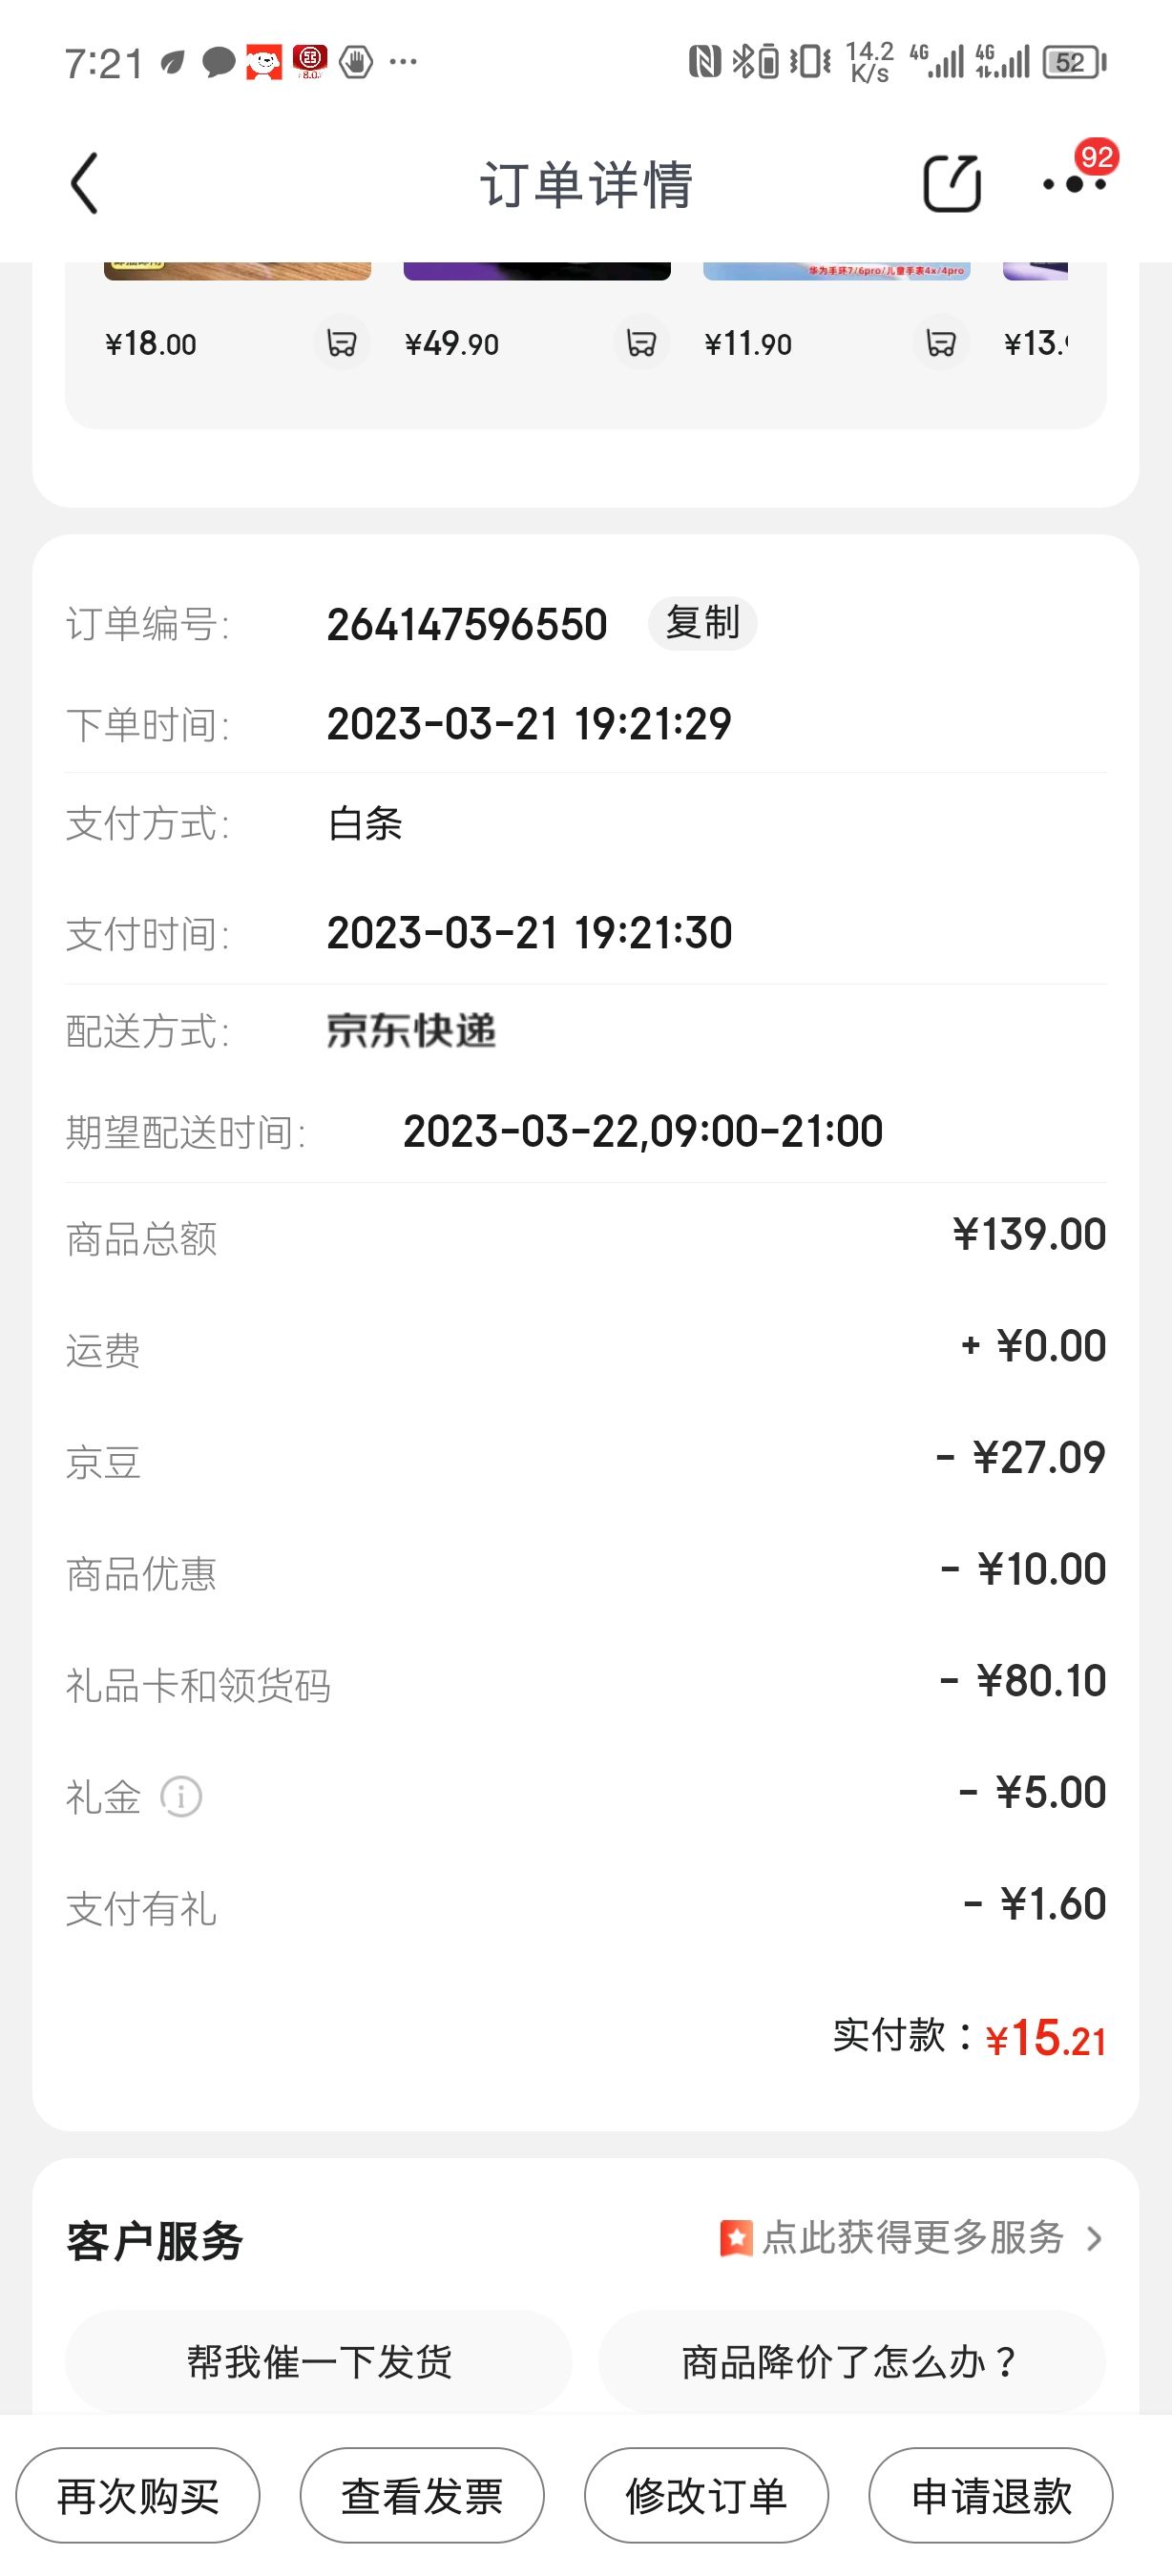 7:21
14.2
K/s
4G
4G
52
订单详情
92
华为手环7/6pro/儿童手表4x/4pro
¥18.00
¥49.90
¥11.90
¥13.
订单编号:
264147596550
复制
下单时间:
2023-03-21 19:21:29
支付方式:
白条
支付时间:
2023-03-21 19:21:30
配送方式:
京东快递
期望配送时间:
2023-03-22,09:00-21:00
商品总额
¥139.00
运费
+ ¥0.00
京豆
- ¥27.09
商品优惠
- ¥10.00
礼品卡和领货码
- ¥80.10
礼金
- ¥5.00
支付有礼
- ¥1.60
实付款：¥15.21
客户服务
点此获得更多服务
帮我催一下发货
商品降价了怎么办？
再次购买
查看发票
修改订单
申请退款